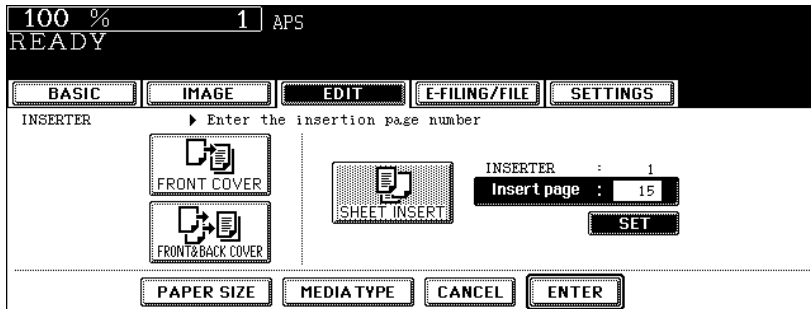 100 % 1 APS
READY
BASIC IMAGE EDIT E-FILING/FILE SETTINGS
INSERTER ▶ Enter the insertion page number
FRONT COVER
FRONT&BACK COVER
SHEET INSERT
INSERTER : 1
Insert page : 15
SET
PAPER SIZE MEDIA TYPE CANCEL ENTER